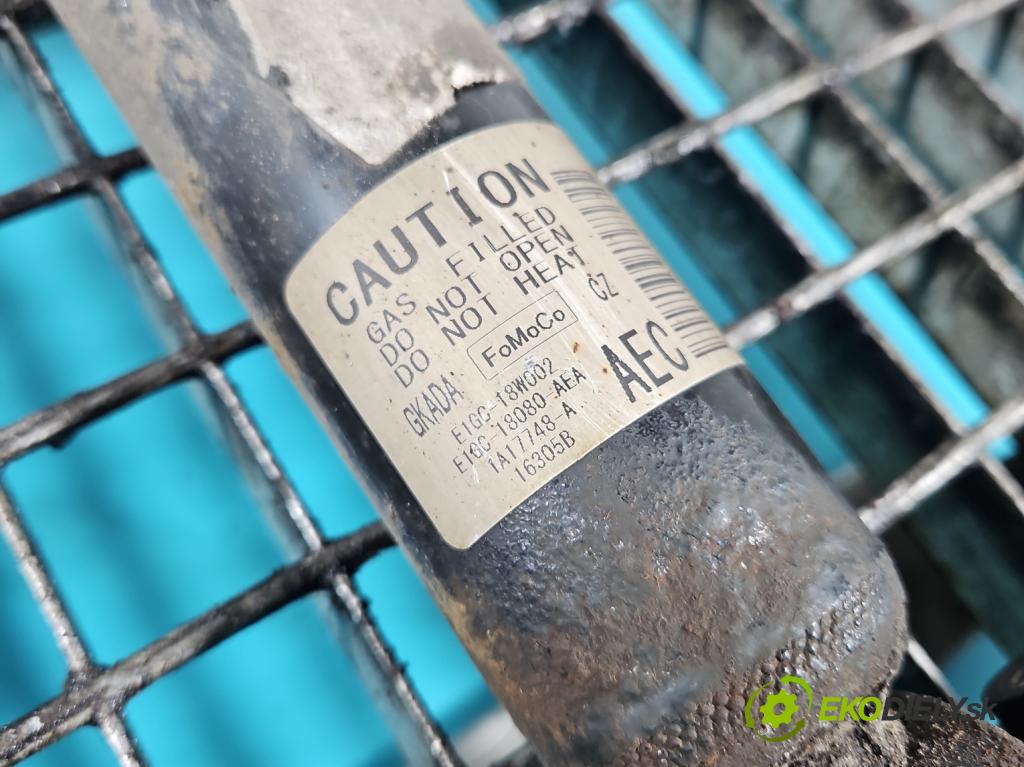 CAUTION
GAS FILLED
DO NOT OPEN
DO NOT HEAT
GKADA
FoMoCo
CZ
E1GC-18W002
E1GC-18080-AEA
1A17748-A
16305B
AEC
EKODIELY.sk